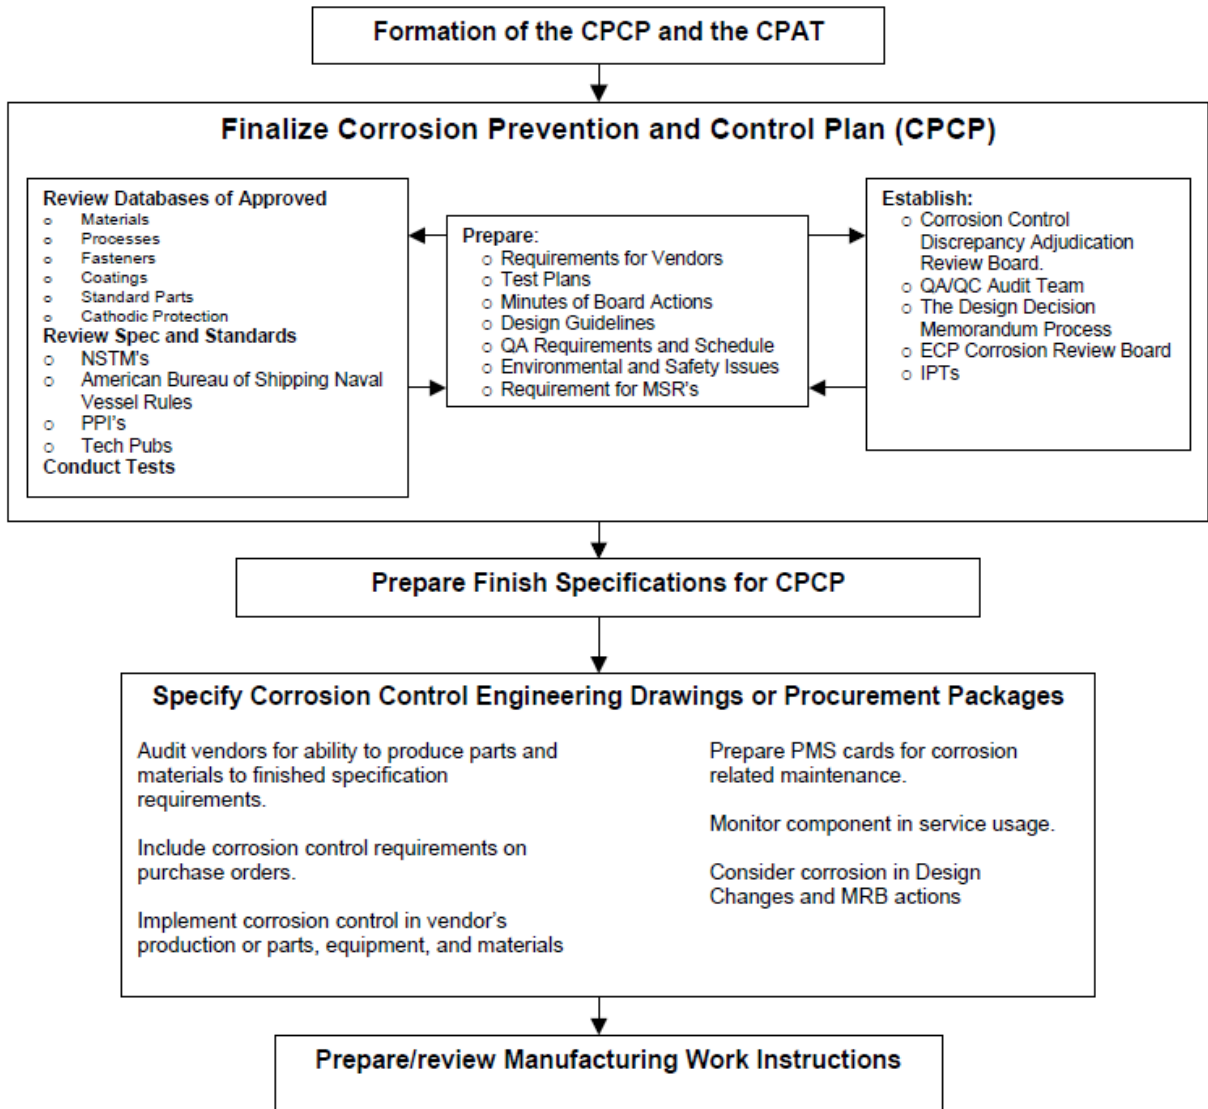 Formation of the CPCP and the CPAT
Finalize Corrosion Prevention and Control Plan (CPCP)
Review Databases of Approved
o Materials
o Processes
o Fasteners
o Coatings
o Standard Parts
o Cathodic Protection
Review Spec and Standards
o NSTM's
o American Bureau of Shipping Naval
Vessel Rules
o PPI's
o Tech Pubs
Conduct Tests
Prepare:
o Requirements for Vendors
o Test Plans
o Minutes of Board Actions
o Design Guidelines
o QA Requirements and Schedule
o Environmental and Safety Issues
o Requirement for MSR's
Establish:
o Corrosion Control
Discrepancy Adjudication
Review Board.
o QA/QC Audit Team
o The Design Decision
Memorandum Process
o ECP Corrosion Review Board
o IPTs
Prepare Finish Specifications for CPCP
Specify Corrosion Control Engineering Drawings or Procurement Packages
Audit vendors for ability to produce parts and
materials to finished specification
requirements.
Include corrosion control requirements on
purchase orders.
Implement corrosion control in vendor's
production or parts, equipment, and materials
Prepare PMS cards for corrosion
related maintenance.
Monitor component in service usage.
Consider corrosion in Design
Changes and MRB actions
Prepare/review Manufacturing Work Instructions